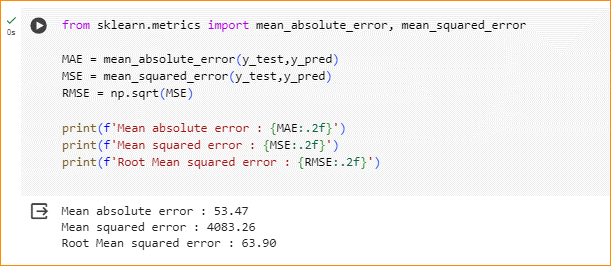 0s
from sklearn.metrics import mean_absolute_error, mean_squared_error
MAE = mean_absolute_error(y_test,y_pred)
MSE = mean_squared_error(y_test,y_pred)
RMSE = np.sqrt(MSE)
print(f'Mean absolute error : {MAE:.2f}')
print(f'Mean squared error : {MSE:.2f}')
print(f'Root Mean squared error : {RMSE:.2f}')
Mean absolute error : 53.47
Mean squared error : 4083.26
Root Mean squared error : 63.90